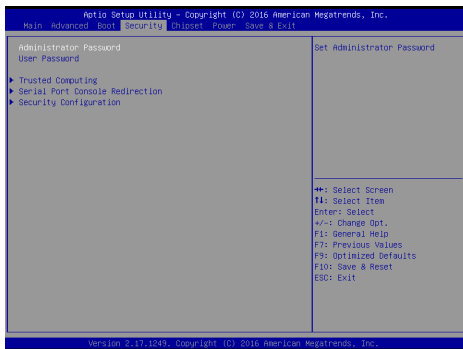 Aptio Setup Utility – Copyright (C) 2016 American Megatrends, Inc.
Main Advanced Boot Security Chipset Power Save & Exit
Administrator Password
User Password
Trusted Computing
Serial Port Console Redirection
Security Configuration
Set Administrator Password
→←: Select Screen
↑↓: Select Item
Enter: Select
+/-: Change Opt.
F1: General Help
F7: Previous Values
F9: Optimized Defaults
F10: Save & Reset
ESC: Exit
Version 2.17.1249. Copyright (C) 2016 American Megatrends, Inc.